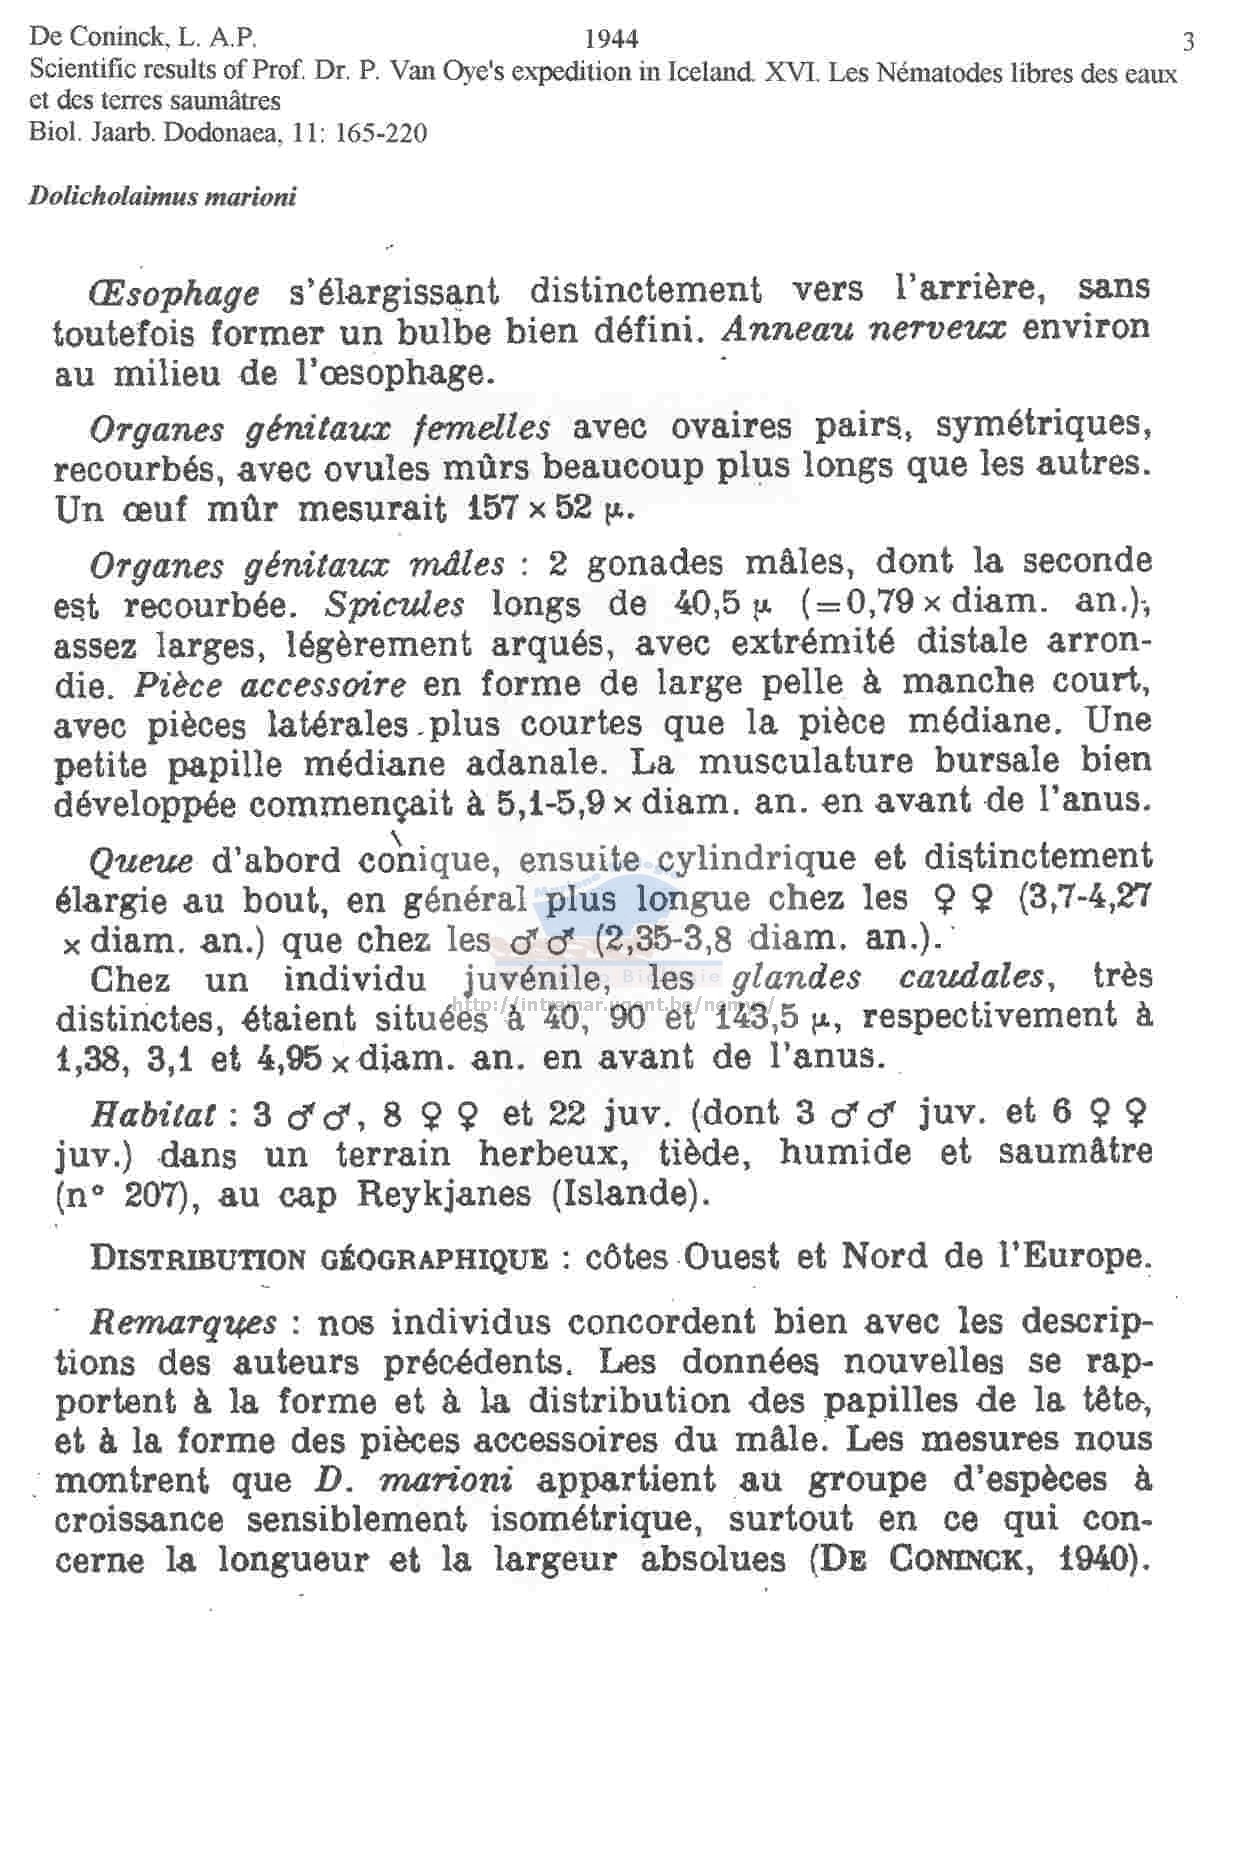 De Coninck, L. A.P. 1944 3
Scientific results of Prof. Dr. P. Van Oye's expedition in Iceland. XVI. Les Nématodes libres des eaux
et des terres saumâtres
Biol. Jaarb. Dodonaea, 11: 165-220
Dolicholaimus marioni
Œsophage s'élargissant distinctement vers l'arrière, sans
toutefois former un bulbe bien défini. Anneau nerveux environ
au milieu de l'œsophage.
Organes génitaux femelles avec ovaires pairs, symétriques,
recourbés, avec ovules mûrs beaucoup plus longs que les autres.
Un œuf mûr mesurait 157 × 52 μ.
Organes génitaux mâles : 2 gonades mâles, dont la seconde
est recourbée. Spicules longs de 40,5 μ (=0,79 × diam. an.),
assez larges, légèrement arqués, avec extrémité distale arron-
die. Pièce accessoire en forme de large pelle à manche court,
avec pièces latérales plus courtes que la pièce médiane. Une
petite papille médiane adanale. La musculature bursale bien
développée commençait à 5,1-5,9 × diam. an. en avant de l'anus.
Queue d'abord conique, ensuite cylindrique et distinctement
élargie au bout, en général plus longue chez les ♀ ♀ (3,7-4,27
× diam. an.) que chez les ♂ ♂ (2,35-3,8 diam. an.).
Chez un individu juvénile, les glandes caudales, très
http://intramar.ugent.be/nemys/
distinctes, étaient situées à 40, 90 et 143,5 μ, respectivement à
1,38, 3,1 et 4,95 × diam. an. en avant de l'anus.
Habitat : 3 ♂ ♂, 8 ♀ ♀ et 22 juv. (dont 3 ♂ ♂ juv. et 6 ♀ ♀
juv.) dans un terrain herbeux, tiède, humide et saumâtre
(n° 207), au cap Reykjanes (Islande).
DISTRIBUTION GÉOGRAPHIQUE : côtes Ouest et Nord de l'Europe.
Remarques : nos individus concordent bien avec les descrip-
tions des auteurs précédents. Les données nouvelles se rap-
portent à la forme et à la distribution des papilles de la tête,
et à la forme des pièces accessoires du mâle. Les mesures nous
montrent que D. marioni appartient au groupe d'espèces à
croissance sensiblement isométrique, surtout en ce qui con-
cerne la longueur et la largeur absolues (DE CONINCK, 1940).